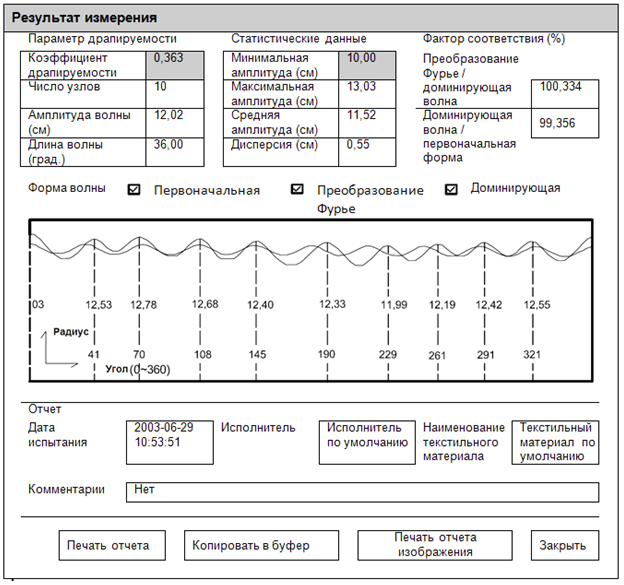 Результат измерения
Параметр драпируемости
Статистические данные
Фактор соответствия (%)
Коэффициент драпируемости
0,363
Минимальная амплитуда (см)
10,00
Преобразование Фурье / доминирующая волна
100,334
Число узлов
10
Максимальная амплитуда (см)
13,03
Амплитуда волны (см)
12,02
Средняя амплитуда (см)
11,52
Доминирующая волна / первоначальная форма
99,356
Длина волны (град.)
36,00
Дисперсия (см)
0,55
Форма волны
Первоначальная
Преобразование Фурье
Доминирующая
03 12,53 12,78 12,68 12,40 12,33 11,99 12,19 12,42 12,55
Радиус
41 70 108 145 190 229 261 291 321
Угол (0~360)
Отчет
Дата испытания
2003-06-29
10:53:51
Исполнитель
Исполнитель по умолчанию
Наименование текстильного материала
Текстильный материал по умолчанию
Комментарии
Нет
Печать отчета
Копировать в буфер
Печать отчета изображения
Закрыть